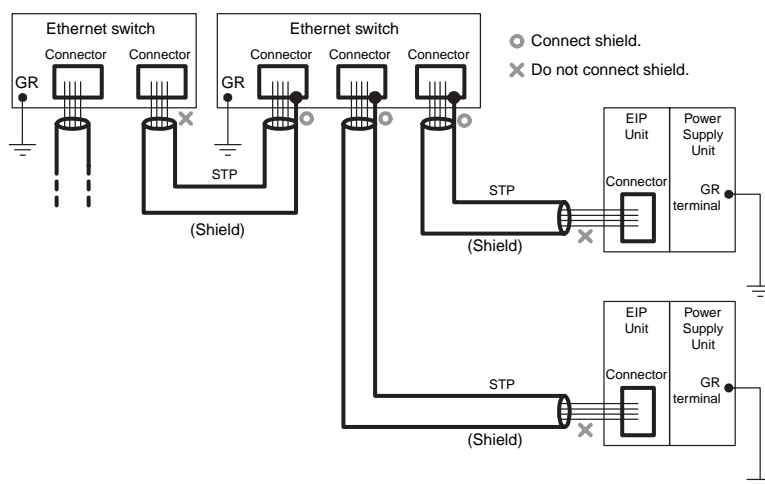 Ethernet switch
Connector
Connector
GR
Ethernet switch
Connector
Connector
Connector
GR
Connect shield.
Do not connect shield.
STP
(Shield)
EIP
Unit
Power
Supply
Unit
Connector
GR
terminal
STP
(Shield)
EIP
Unit
Power
Supply
Unit
Connector
GR
terminal
STP
(Shield)